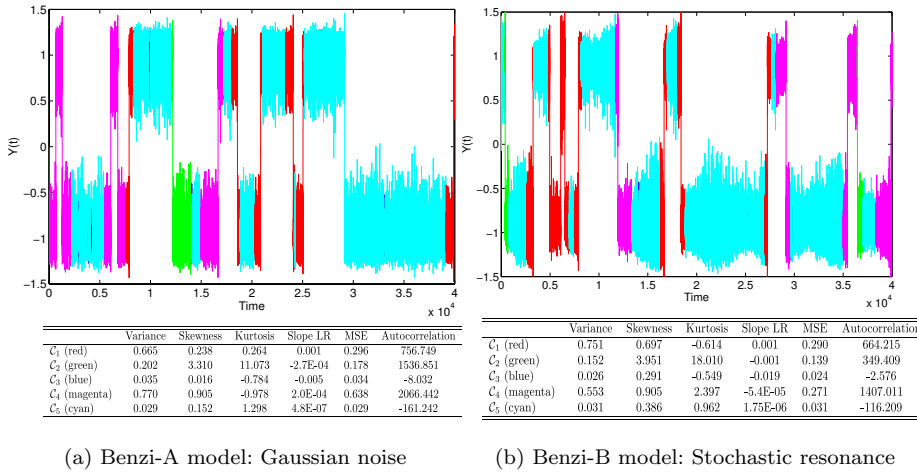 1.5
1
0.5
0
−0.5
−1
−1.5
Y(t)
0 0.5 1 1.5 2 2.5 3 3.5 4
Time
x 10^4
Variance Skewness Kurtosis Slope LR MSE Autocorrelation
C1 (red) 0.665 0.238 0.264 0.001 0.296 756.749
C2 (green) 0.202 3.310 11.073 -2.7E-04 0.178 1536.851
C3 (blue) 0.035 0.016 -0.784 -0.005 0.034 -8.032
C4 (magenta) 0.770 0.905 -0.978 2.0E-04 0.638 2066.442
C5 (cyan) 0.029 0.152 1.298 4.8E-07 0.029 -161.242
(a) Benzi-A model: Gaussian noise
1.5
1
0.5
0
−0.5
−1
−1.5
Y(t)
0 0.5 1 1.5 2 2.5 3 3.5 4
Time
x 10^4
Variance Skewness Kurtosis Slope LR MSE Autocorrelation
C1 (red) 0.751 0.697 -0.614 0.001 0.290 664.215
C2 (green) 0.152 3.951 18.010 -0.001 0.139 349.409
C3 (blue) 0.026 0.291 -0.549 -0.019 0.024 -2.576
C4 (magenta) 0.553 0.905 2.397 -5.4E-05 0.271 1407.011
C5 (cyan) 0.031 0.386 0.962 1.75E-06 0.031 -116.209
(b) Benzi-B model: Stochastic resonance